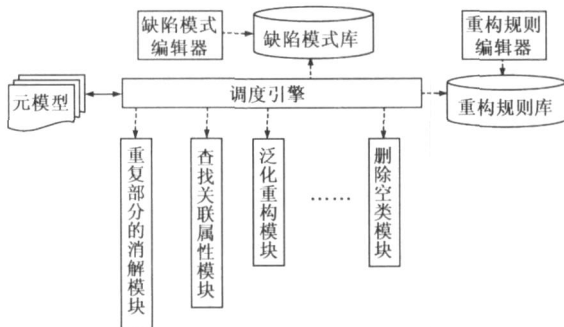 缺陷模式
编辑器
缺陷模式库
重构规则
编辑器
元模型
调度引擎
重构规则库
重复部分的消解模块
查找关联属性模块
泛化重构模块
……
删除空类模块